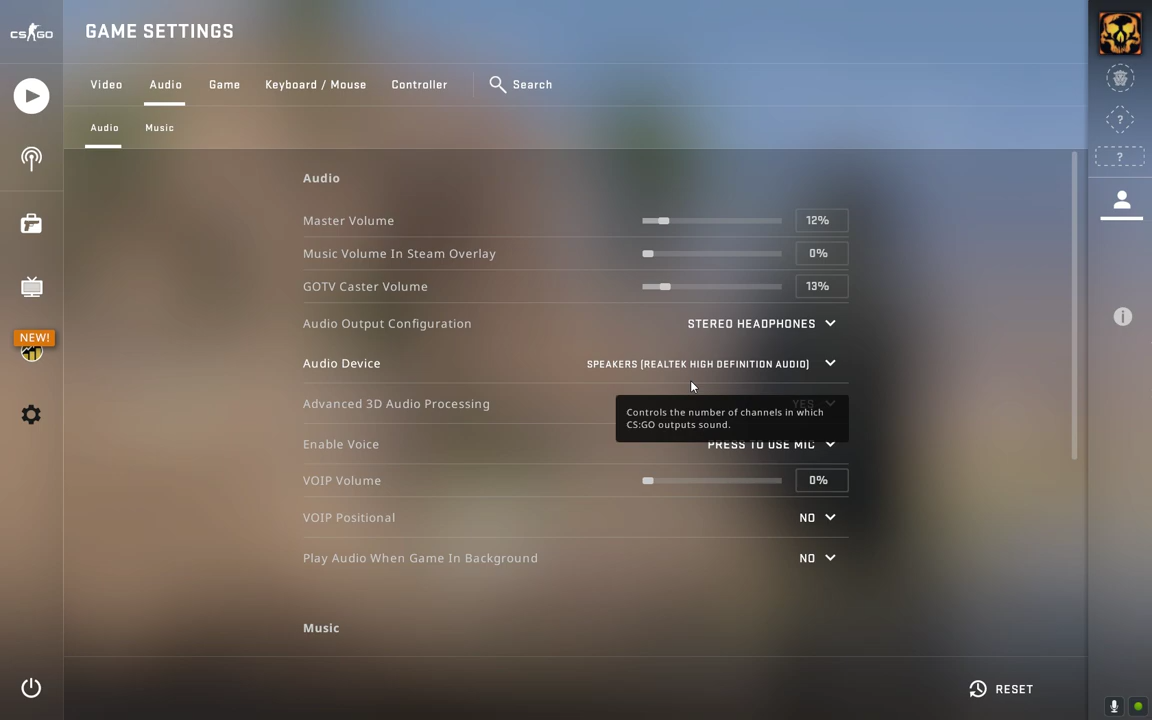 CS GO
GAME SETTINGS
Video
Audio
Game
Keyboard / Mouse
Controller
Search
Audio
Music
Audio
Master Volume
12%
Music Volume In Steam Overlay
0%
GOTV Caster Volume
13%
Audio Output Configuration
STEREO HEADPHONES
Audio Device
SPEAKERS (REALTEK HIGH DEFINITION AUDIO)
Advanced 3D Audio Processing
YES
Controls the number of channels in which
CS:GO outputs sound.
Enable Voice
PRESS TO USE MIC
VOIP Volume
0%
VOIP Positional
NO
Play Audio When Game In Background
NO
Music
RESET
NEW!
?
?